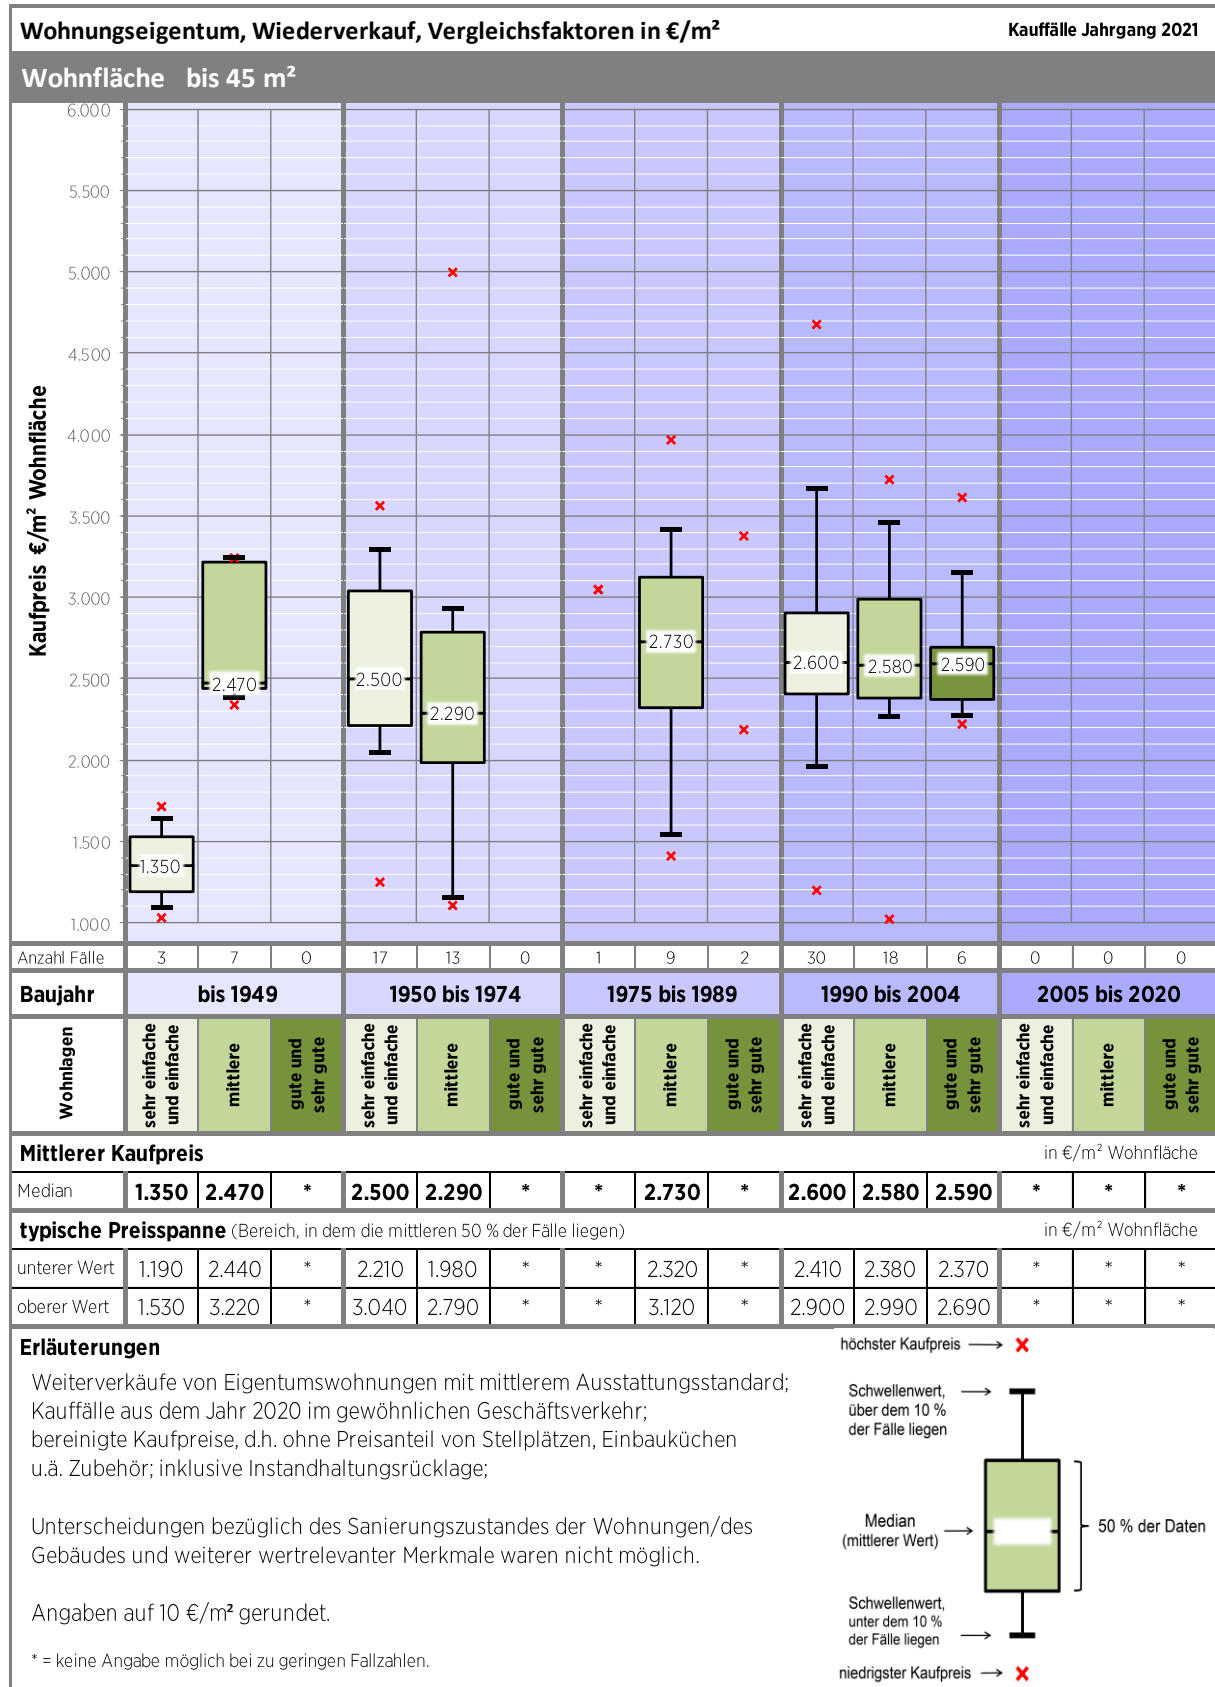 Wohnungseigentum, Wiederverkauf, Vergleichsfaktoren in €/m² Kauffälle Jahrgang 2021
Wohnfläche bis 45 m²
Kaufpreis €/m² Wohnfläche
6.000
5.500
5.000
4.500
4.000
3.500
3.000
2.500
2.000
1.500
1.000
1.350
2.470
2.500
2.290
2.730
2.600
2.580
2.590
Anzahl Fälle 3 7 0 17 13 0 1 9 2 30 18 6 0 0 0
Baujahr bis 1949 1950 bis 1974 1975 bis 1989 1990 bis 2004 2005 bis 2020
Wohnlagen
sehr einfache
und einfache
mittlere
gute und
sehr gute
sehr einfache
und einfache
mittlere
gute und
sehr gute
sehr einfache
und einfache
mittlere
gute und
sehr gute
sehr einfache
und einfache
mittlere
gute und
sehr gute
sehr einfache
und einfache
mittlere
gute und
sehr gute
Mittlerer Kaufpreis in €/m² Wohnfläche
Median 1.350 2.470 * 2.500 2.290 * * 2.730 * 2.600 2.580 2.590 * * *
typische Preisspanne (Bereich, in dem die mittleren 50 % der Fälle liegen) in €/m² Wohnfläche
unterer Wert 1.190 2.440 * 2.210 1.980 * * 2.320 * 2.410 2.380 2.370 * * *
oberer Wert 1.530 3.220 * 3.040 2.790 * * 3.120 * 2.900 2.990 2.690 * * *
Erläuterungen
Weiterverkäufe von Eigentumswohnungen mit mittlerem Ausstattungsstandard;
Kauffälle aus dem Jahr 2020 im gewöhnlichen Geschäftsverkehr;
bereinigte Kaufpreise, d.h. ohne Preisanteil von Stellplätzen, Einbauküchen
u.ä. Zubehör; inklusive Instandhaltungsrücklage;
Unterscheidungen bezüglich des Sanierungszustandes der Wohnungen/des
Gebäudes und weiterer wertrelevanter Merkmale waren nicht möglich.
Angaben auf 10 €/m² gerundet.
* = keine Angabe möglich bei zu geringen Fallzahlen.
höchster Kaufpreis
Schwellenwert,
über dem 10 %
der Fälle liegen
Median
(mittlerer Wert)
50 % der Daten
Schwellenwert,
unter dem 10 %
der Fälle liegen
niedrigster Kaufpreis